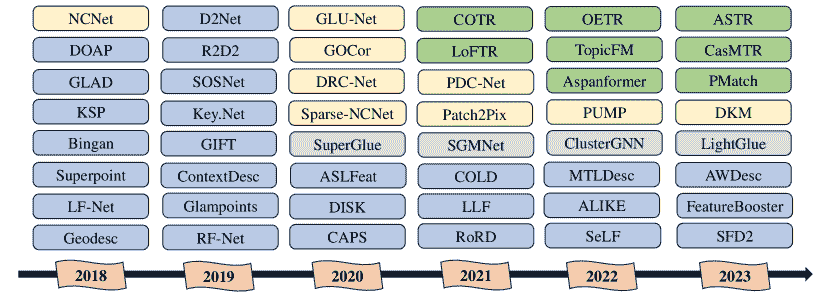 NCNet D2Net GLU-Net COTR OETR ASTR
DOAP R2D2 GOCor LoFTR TopicFM CasMTR
GLAD SOSNet DRC-Net PDC-Net Aspanformer PMatch
KSP Key.Net Sparse-NCNet Patch2Pix PUMP DKM
Bingan GIFT SuperGlue SGMNet ClusterGNN LightGlue
Superpoint ContextDesc ASLFeat COLD MTLDesc AWDesc
LF-Net Glampoints DISK LLF ALIKE FeatureBooster
Geodesc RF-Net CAPS RoRD SeLF SFD2
2018 2019 2020 2021 2022 2023